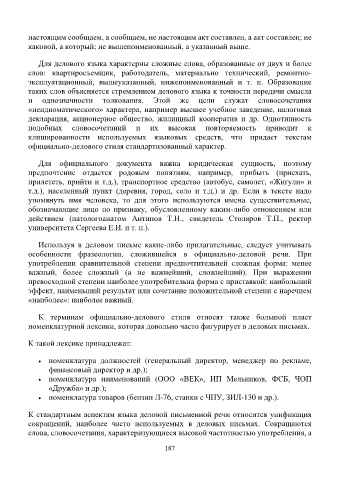 настоящим сообщаем, а сообщаем, не настоящим акт составлен, а акт составлен; не
каковой, а который; не вышепоименованный, а указанный выше.
Для делового языка характерны сложные слова, образованные от двух и более
слов: квартиросъемщик, работодатель, материально технический, ремонтно-
эксплуатационный, вышеуказанный, нижепоименованный и т. п. Образование
таких слов объясняется стремлением делового языка к точности передачи смысла
и однозначности толкования. Этой же цели служат словосочетания
«неидиоматического» характера, например высшее учебное заведение, налоговая
декларация, акционерное общество, жилищный кооператив и др. Однотипность
подобных словосочетаний и их высокая повторяемость приводит к
клишированности используемых языковых средств, что придает текстам
официально-делового стиля стандартизованный характер.
Для официального документа важна юридическая сущность, поэтому
предпочтение отдается родовым понятиям, например, прибыть (приехать,
прилететь, прийти и т.д.), транспортное средство (автобус, самолет, «Жигули» и
т.д.), населенный пункт (деревня, город, село и т.д.) и др. Если в тексте надо
упомянуть имя человека, то для этого используются имена существительные,
обозначающие лицо по признаку, обусловленному каким-либо отношением или
действием (патологоанатом Антипов Т.Н., свидетель Столяров Т.П., ректор
университета Сергеева Е.И. и т. п.).
Используя в деловом письме какие-либо прилагательные, следует учитывать
особенности фразеологии, сложившейся в официально-деловой речи. При
употреблении сравнительной степени предпочтительней сложная форма: менее
важный, более сложный (а не важнейший, сложнейший). При выражении
превосходной степени наиболее употребительна форма с приставкой: наибольший
эффект, наименьший результат или сочетание положительной степени с наречием
«наиболее»: наиболее важный.
К терминам официально-делового стиля относят также большой пласт
номенклатурной лексики, которая довольно часто фигурирует в деловых письмах.
К такой лексике принадлежат:
• номенклатура должностей (генеральный директор, менеджер по рекламе,
финансовый директор и др.);
• номенклатура наименований (ООО «ВЕК», ИП Мельников, ФСБ, ЧОП
«Дружба» и др.);
• номенклатура товаров (бензин Л-76, станки с ЧПУ, ЗИЛ-130 и др.).
К стандартным аспектам языка деловой письменной речи относится унификация
сокращений, наиболее часто используемых в деловых письмах. Сокращаются
слова, словосочетания, характеризующиеся высокой частотностью употребления, а
187